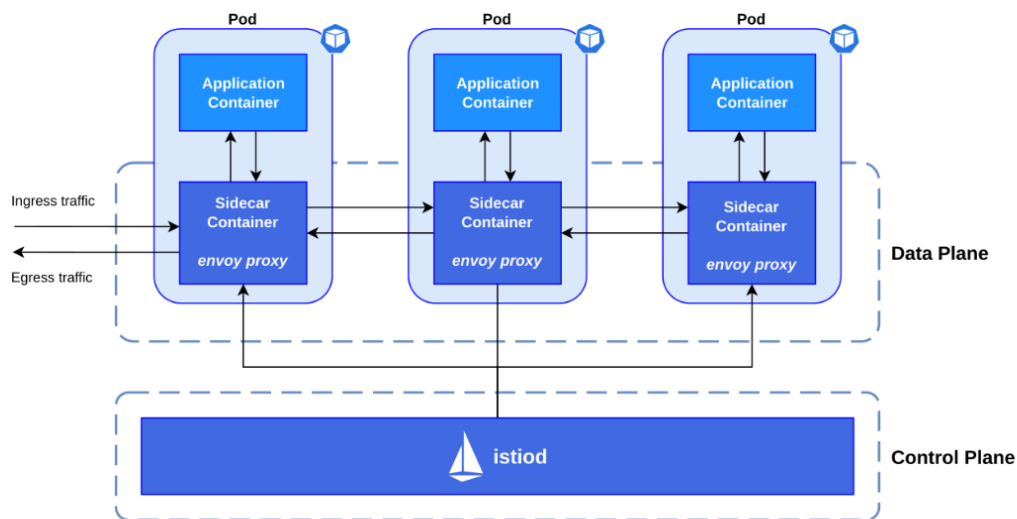 Pod
Pod
Pod
Application
Container
Application
Container
Application
Container
Ingress traffic
Egress traffic
Sidecar
Container
envoy proxy
Sidecar
Container
envoy proxy
Sidecar
Container
envoy proxy
Data Plane
istiod
Control Plane